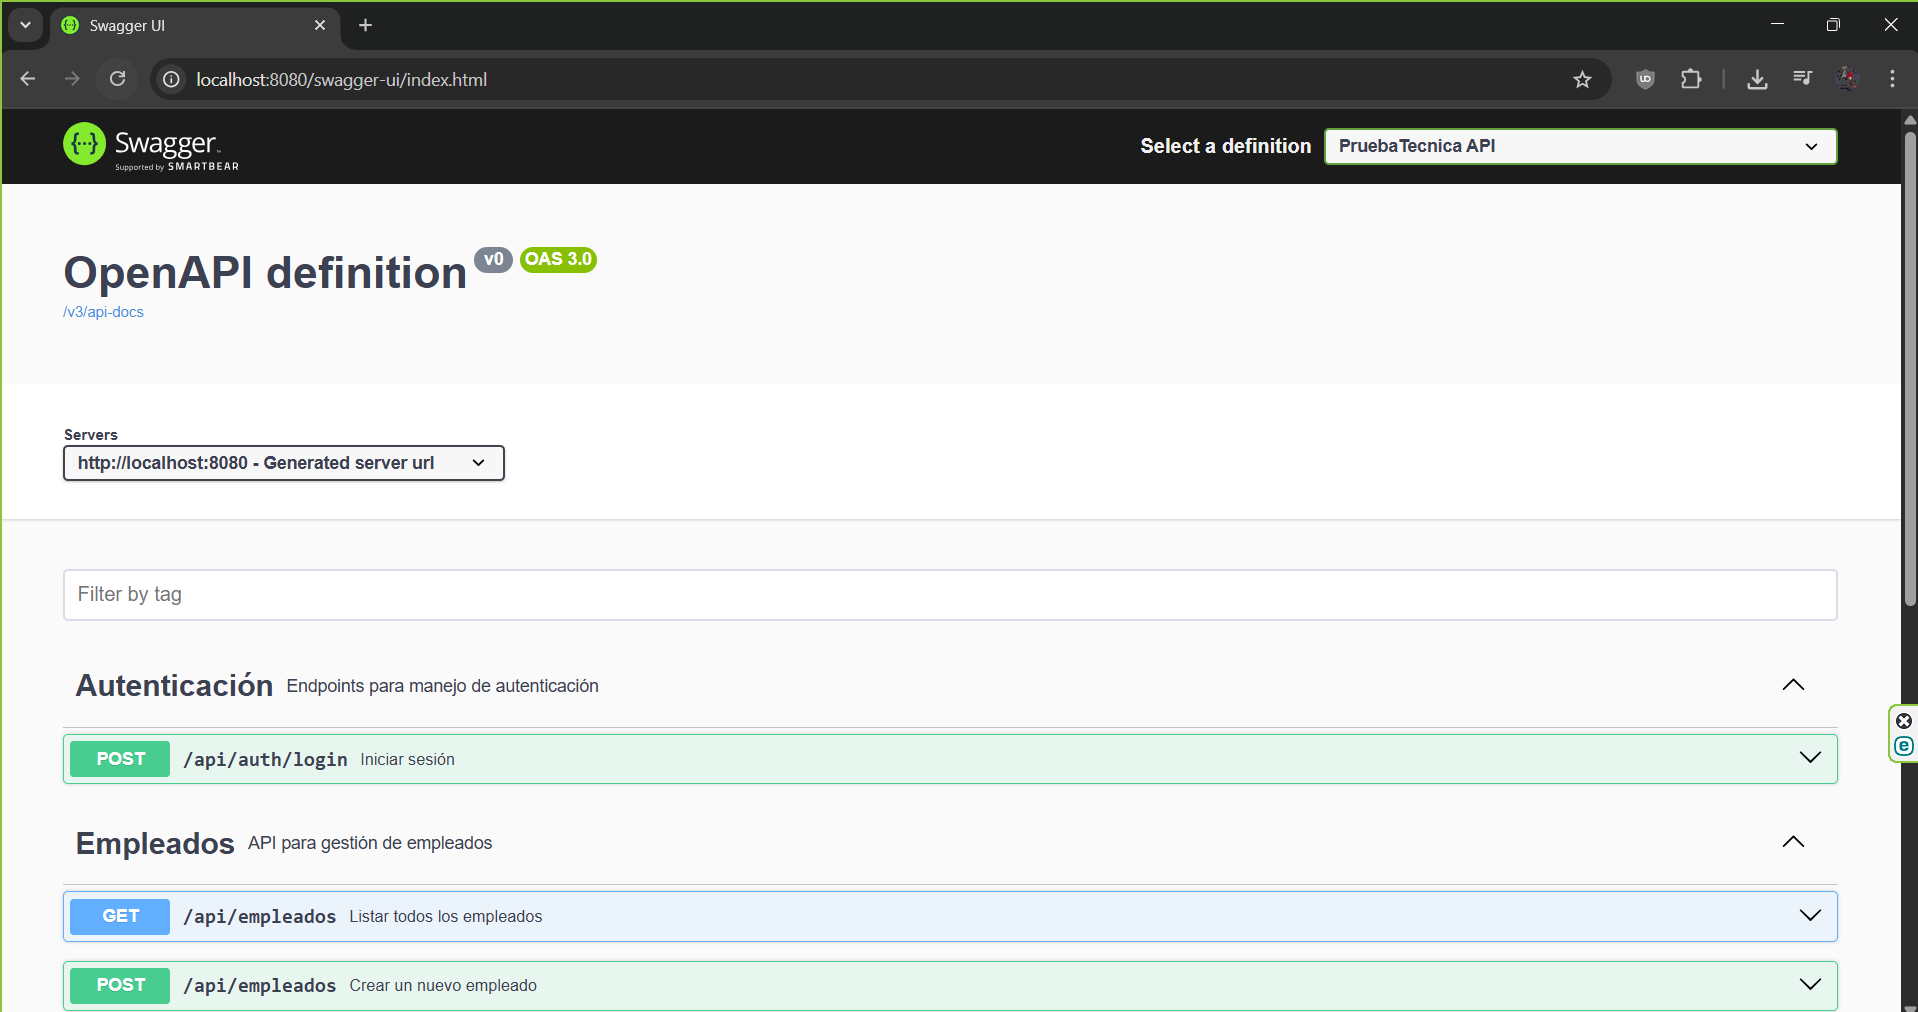 Swagger UI
localhost:8080/swagger-ui/index.html
Swagger™
Supported by SMARTBEAR
Select a definition
PruebaTecnica API
OpenAPI definition
v0
OAS 3.0
/v3/api-docs
Servers
http://localhost:8080 - Generated server url
Filter by tag
Autenticación Endpoints para manejo de autenticación
POST /api/auth/login Iniciar sesión
Empleados API para gestión de empleados
GET /api/empleados Listar todos los empleados
POST /api/empleados Crear un nuevo empleado